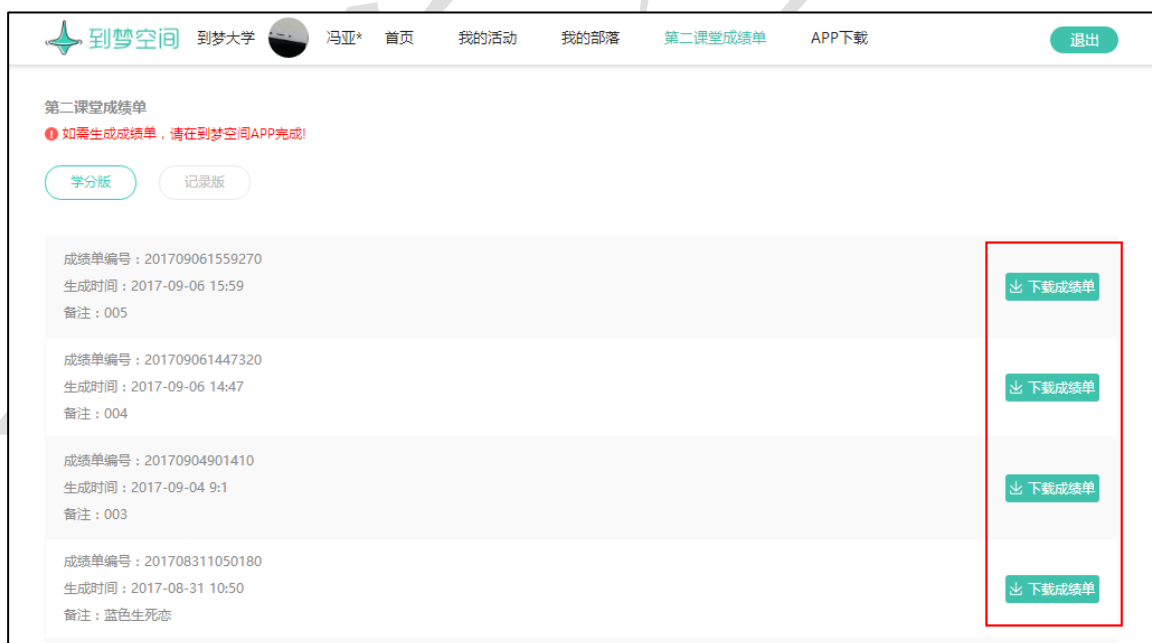 到梦空间 到梦大学 冯亚* 首页 我的活动 我的部落 第二课堂成绩单 APP下载 退出
第二课堂成绩单
如需生成成绩单，请在到梦空间APP完成!
学分版 记录版
成绩单编号：201709061559270
生成时间：2017-09-06 15:59
备注：005
下载成绩单
成绩单编号：201709061447320
生成时间：2017-09-06 14:47
备注：004
下载成绩单
成绩单编号：20170904901410
生成时间：2017-09-04 9:1
备注：003
下载成绩单
成绩单编号：201708311050180
生成时间：2017-08-31 10:50
备注：蓝色生死恋
下载成绩单